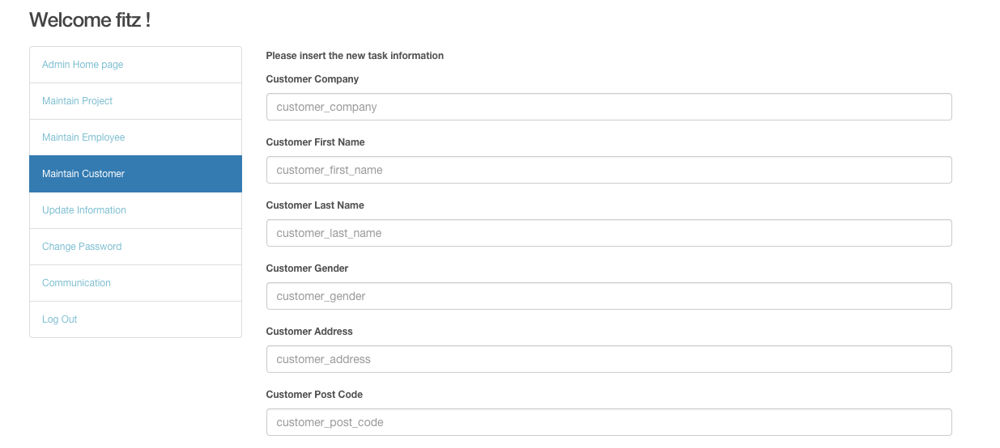 Welcome fitz !
Admin Home page
Maintain Project
Maintain Employee
Maintain Customer
Update Information
Change Password
Communication
Log Out
Please insert the new task information
Customer Company
customer_company
Customer First Name
customer_first_name
Customer Last Name
customer_last_name
Customer Gender
customer_gender
Customer Address
customer_address
Customer Post Code
customer_post_code